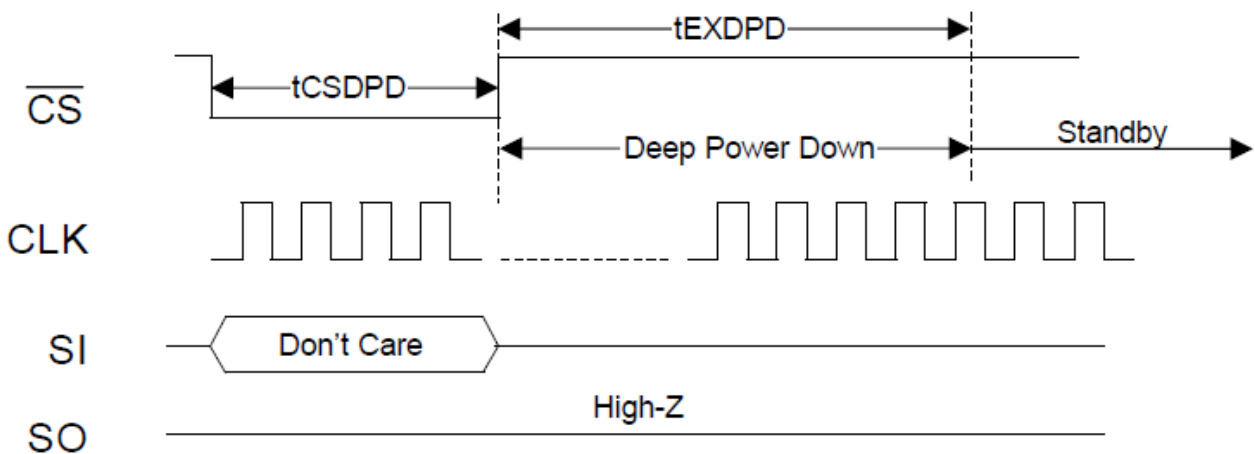 tEXDPD
CS
tCSDPD
Deep Power Down
Standby
CLK
SI
Don't Care
High-Z
SO